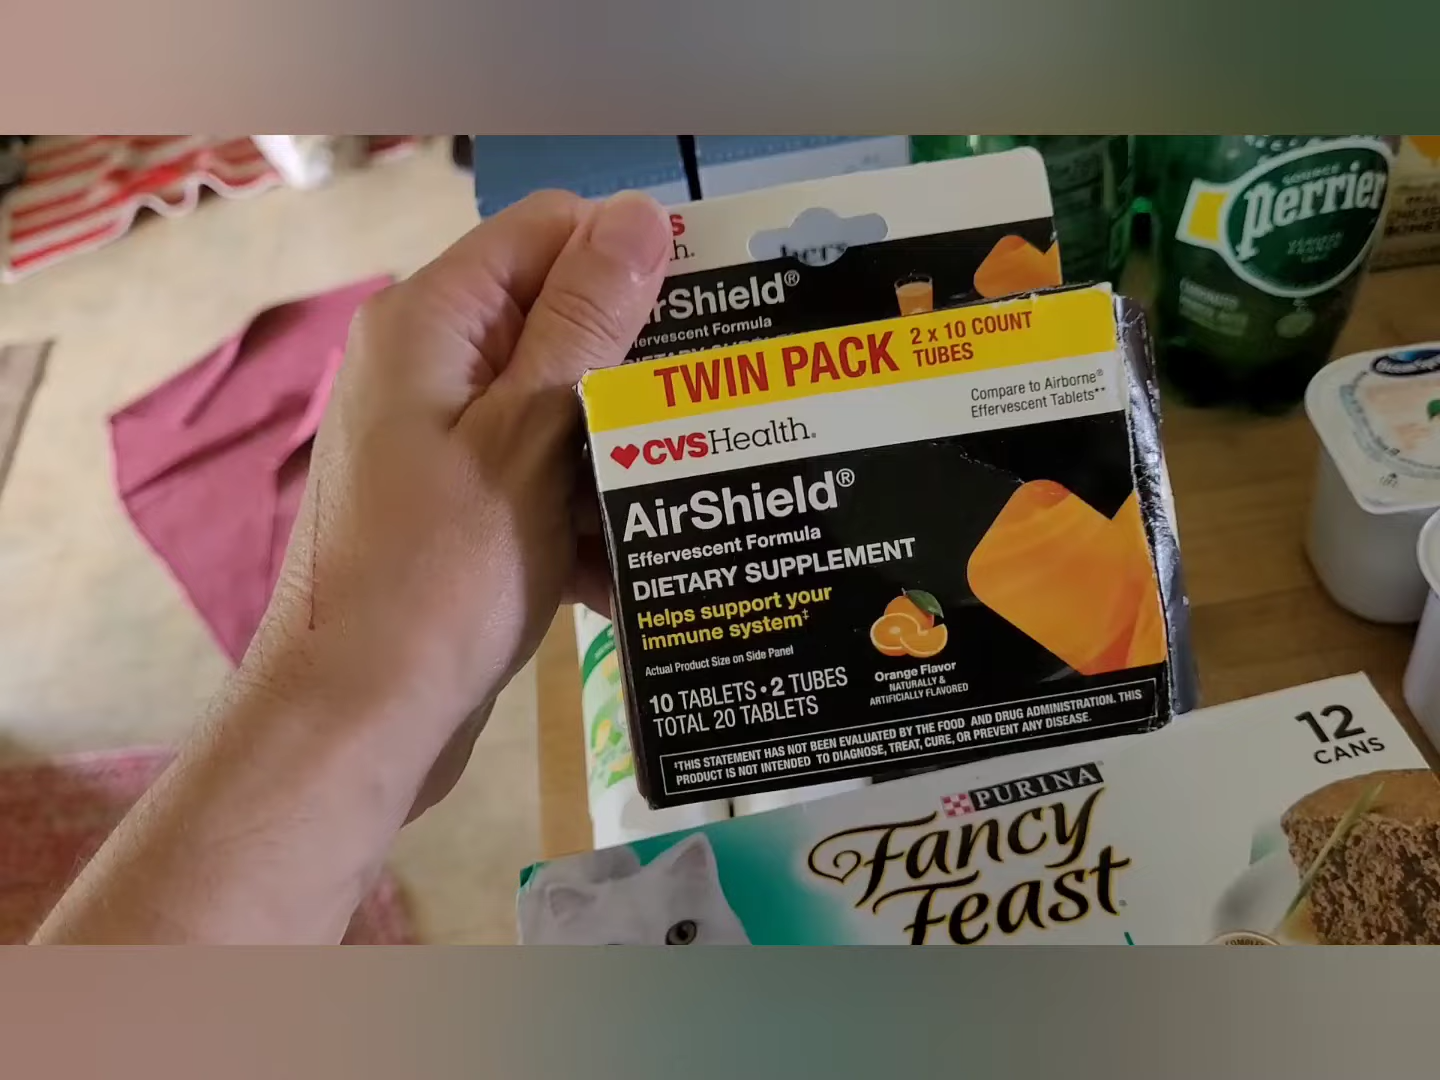 s
h.
hers
rShield®
ervescent Formula
TWIN PACK 2 x 10 COUNT
TUBES
Compare to Airborne®
Effervescent Tablets**
CVSHealth.
AirShield®
Effervescent Formula
DIETARY SUPPLEMENT
Helps support your
immune system‡
Actual Product Size on Side Panel
10 TABLETS • 2 TUBES
TOTAL 20 TABLETS
Orange Flavor
NATURALLY &
ARTIFICIALLY FLAVORED
‡THIS STATEMENT HAS NOT BEEN EVALUATED BY THE FOOD AND DRUG ADMINISTRATION. THIS
PRODUCT IS NOT INTENDED TO DIAGNOSE, TREAT, CURE, OR PREVENT ANY DISEASE.
SOURCE
perrier
12
CANS
PURINA
Fancy
Feast